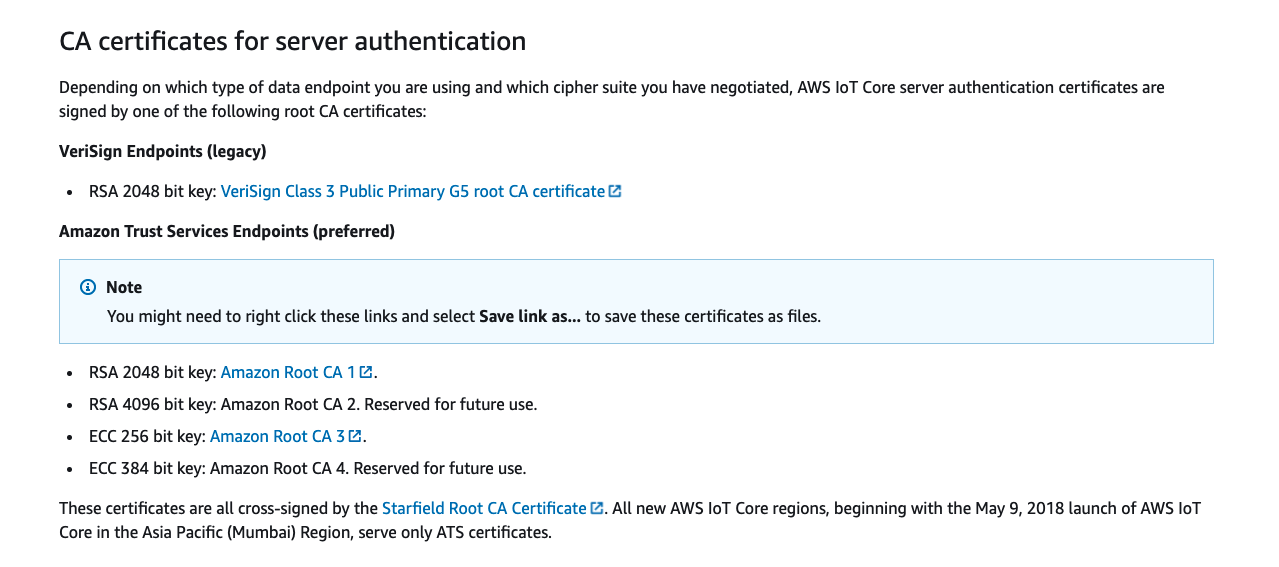 CA certificates for server authentication
Depending on which type of data endpoint you are using and which cipher suite you have negotiated, AWS IoT Core server authentication certificates are
signed by one of the following root CA certificates:
VeriSign Endpoints (legacy)
• RSA 2048 bit key: VeriSign Class 3 Public Primary G5 root CA certificate
Amazon Trust Services Endpoints (preferred)
Note
You might need to right click these links and select Save link as... to save these certificates as files.
• RSA 2048 bit key: Amazon Root CA 1.
• RSA 4096 bit key: Amazon Root CA 2. Reserved for future use.
• ECC 256 bit key: Amazon Root CA 3.
• ECC 384 bit key: Amazon Root CA 4. Reserved for future use.
These certificates are all cross-signed by the Starfield Root CA Certificate. All new AWS IoT Core regions, beginning with the May 9, 2018 launch of AWS IoT
Core in the Asia Pacific (Mumbai) Region, serve only ATS certificates.